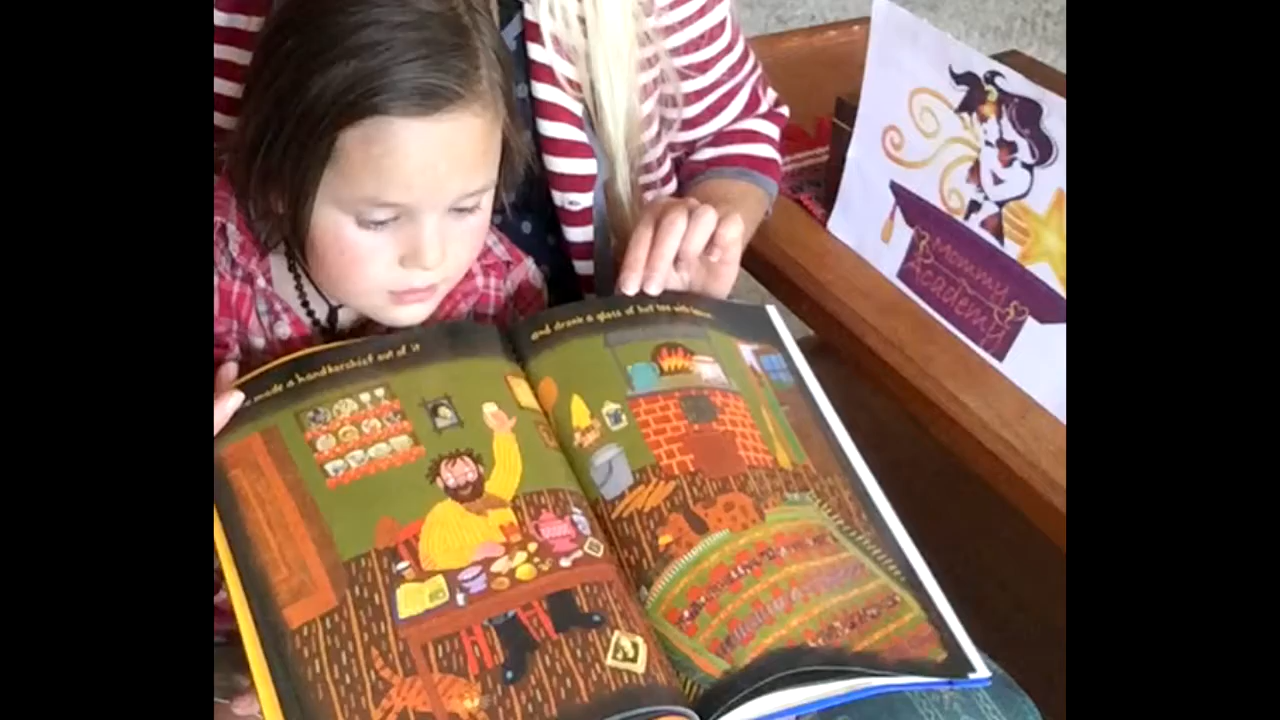 made a handkerchief out of it
and drank a glass of hot tea with lemon.
Mommy
Academy